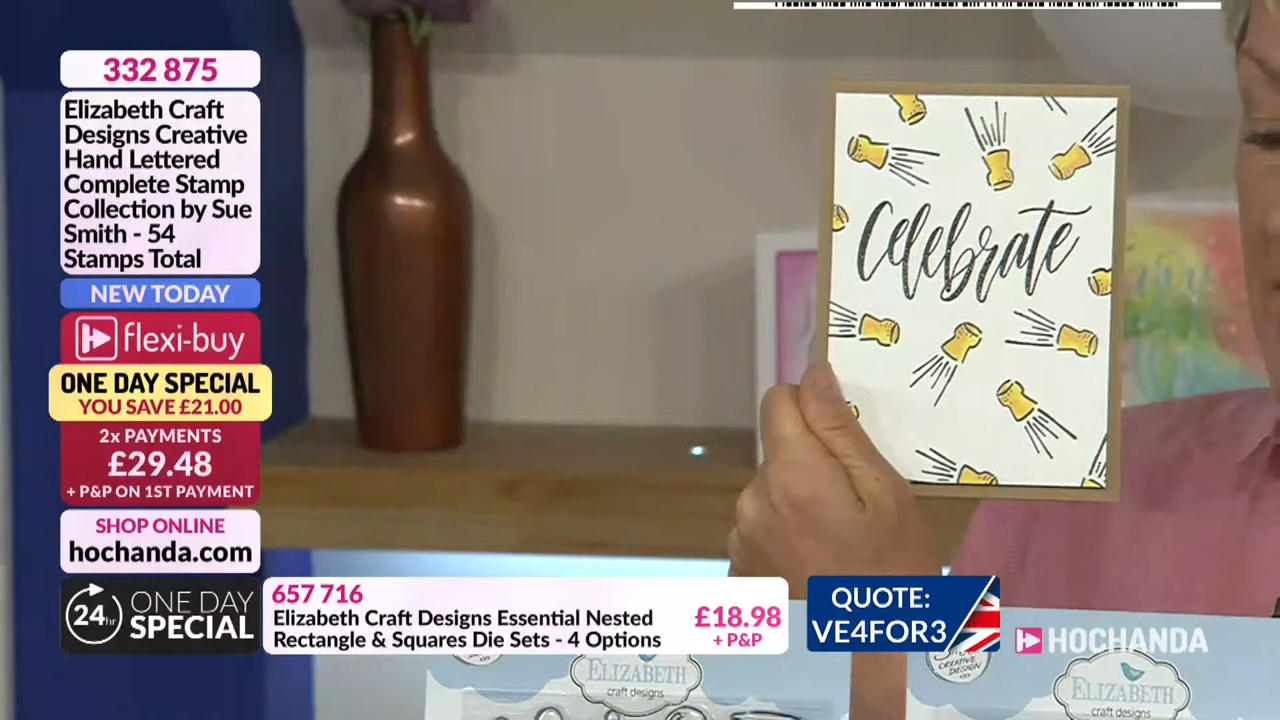 332 875
Elizabeth Craft
Designs Creative
Hand Lettered
Complete Stamp
Collection by Sue
Smith - 54
Stamps Total
NEW TODAY
flexi-buy
ONE DAY SPECIAL
YOU SAVE £21.00
2x PAYMENTS
£29.48
+ P&P ON 1ST PAYMENT
SHOP ONLINE
hochanda.com
24hr
ONE DAY
SPECIAL
657 716
Elizabeth Craft Designs Essential Nested
Rectangle & Squares Die Sets - 4 Options
£18.98
+ P&P
QUOTE:
VE4FOR3
HOCHANDA
Celebrate
ELIZABETH
craft designs
CREATIVE
DESIGN
ELIZABETH
craft designs